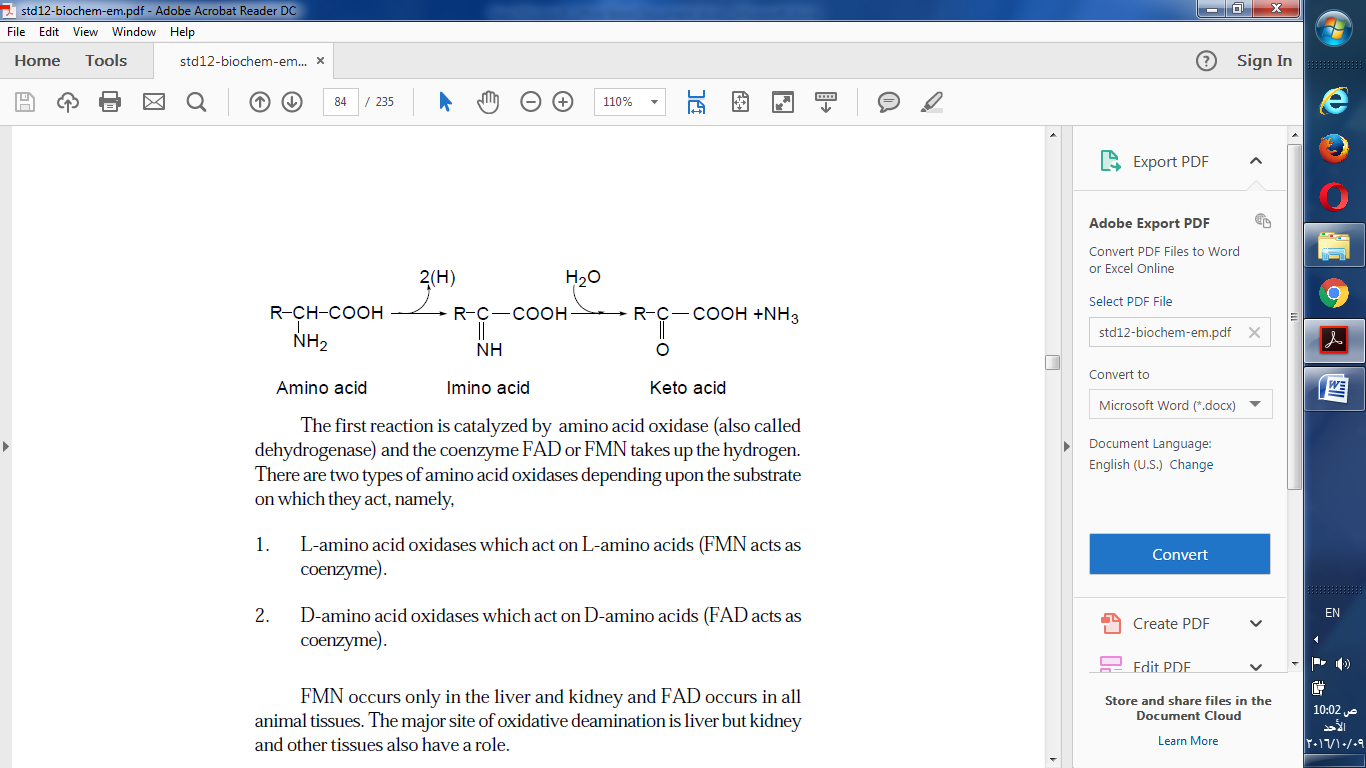 std12-biochem-em.pdf - Adobe Acrobat Reader DC
File Edit View Window Help
Home Tools std12-biochem-em... × Sign In
84 / 235 110%
2(H) H₂O
R–CH–COOH R–C–COOH R–C–COOH +NH₃
NH₂ NH O
Amino acid Imino acid Keto acid
The first reaction is catalyzed by amino acid oxidase (also called
dehydrogenase) and the coenzyme FAD or FMN takes up the hydrogen.
There are two types of amino acid oxidases depending upon the substrate
on which they act, namely,
1. L-amino acid oxidases which act on L-amino acids (FMN acts as
coenzyme).
2. D-amino acid oxidases which act on D-amino acids (FAD acts as
coenzyme).
FMN occurs only in the liver and kidney and FAD occurs in all
animal tissues. The major site of oxidative deamination is liver but kidney
and other tissues also have a role.
Export PDF
Adobe Export PDF
Convert PDF Files to Word
or Excel Online
Select PDF File
std12-biochem-em.pdf
Convert to
Microsoft Word (*.docx)
Document Language:
English (U.S.) Change
Convert
Create PDF
Edit PDF
Store and share files in the
Document Cloud
Learn More
EN
10:02 ص
الأحد
٢٠١٦/١٠/٠٩